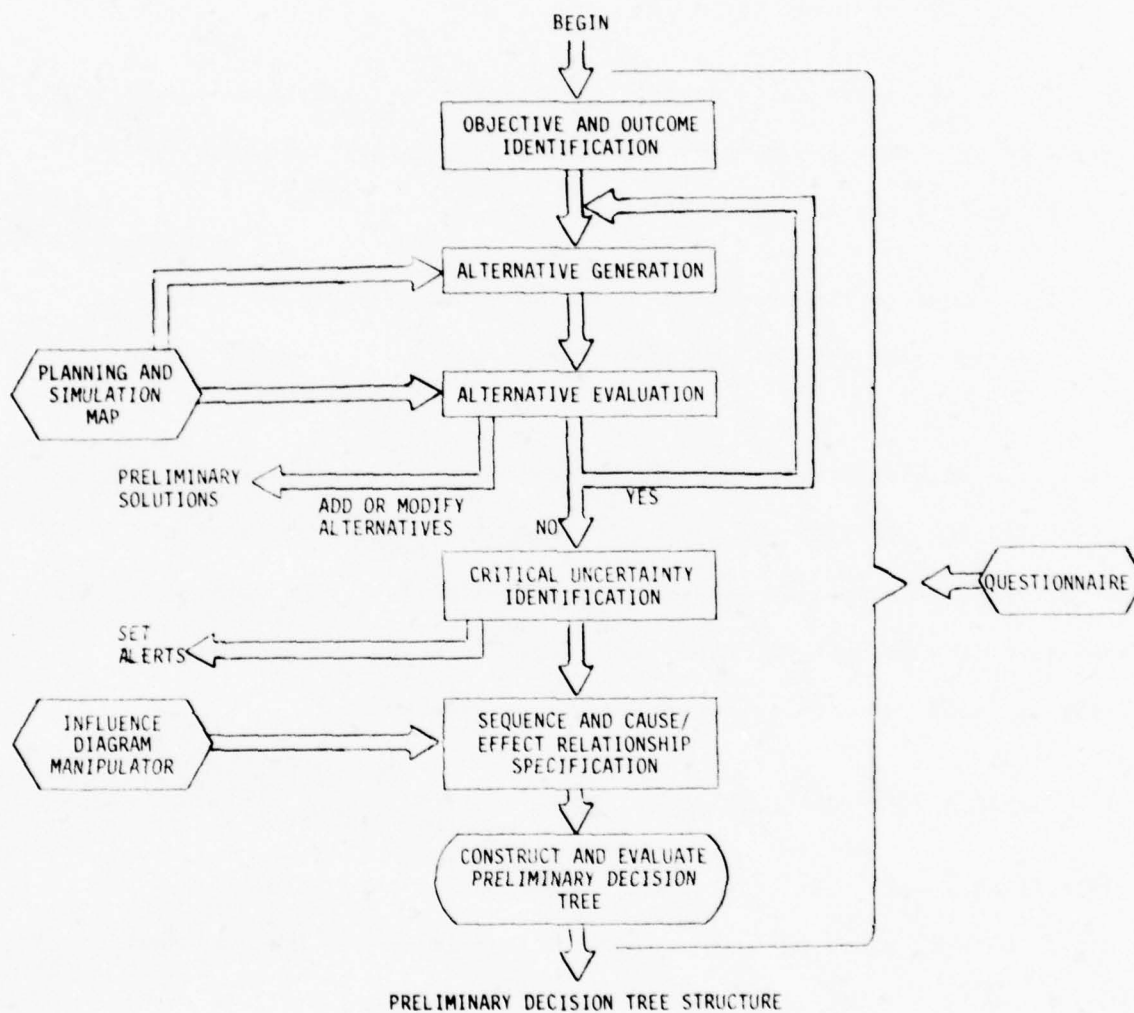 BEGIN
OBJECTIVE AND OUTCOME
IDENTIFICATION
ALTERNATIVE GENERATION
PLANNING AND
SIMULATION
MAP
ALTERNATIVE EVALUATION
PRELIMINARY
SOLUTIONS
ADD OR MODIFY
ALTERNATIVES
YES
NO
CRITICAL UNCERTAINTY
IDENTIFICATION
QUESTIONNAIRE
SET
ALERTS
INFLUENCE
DIAGRAM
MANIPULATOR
SEQUENCE AND CAUSE/
EFFECT RELATIONSHIP
SPECIFICATION
CONSTRUCT AND EVALUATE
PRELIMINARY DECISION
TREE
PRELIMINARY DECISION TREE STRUCTURE